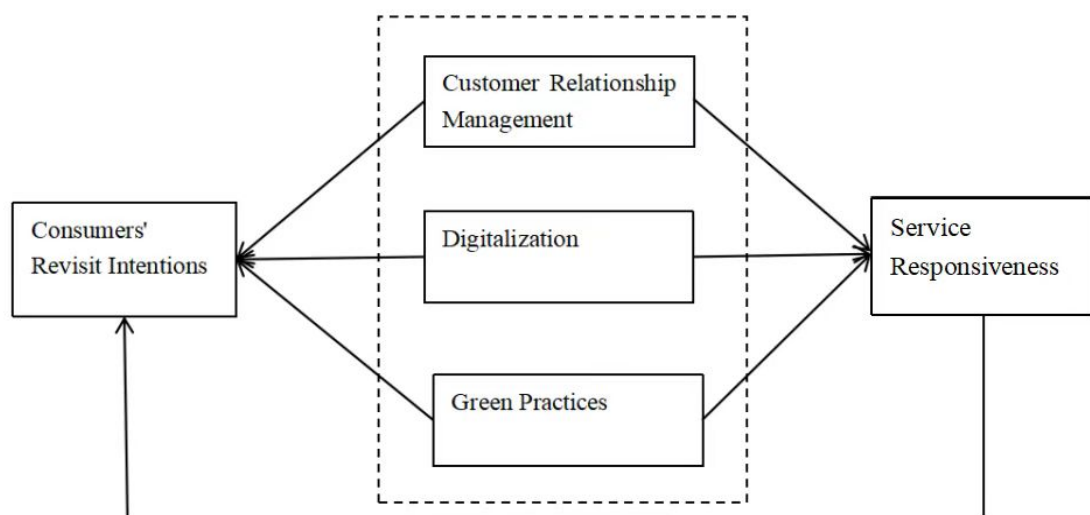 Customer Relationship
Management
Consumers'
Revisit Intentions
Digitalization
Service
Responsiveness
Green Practices